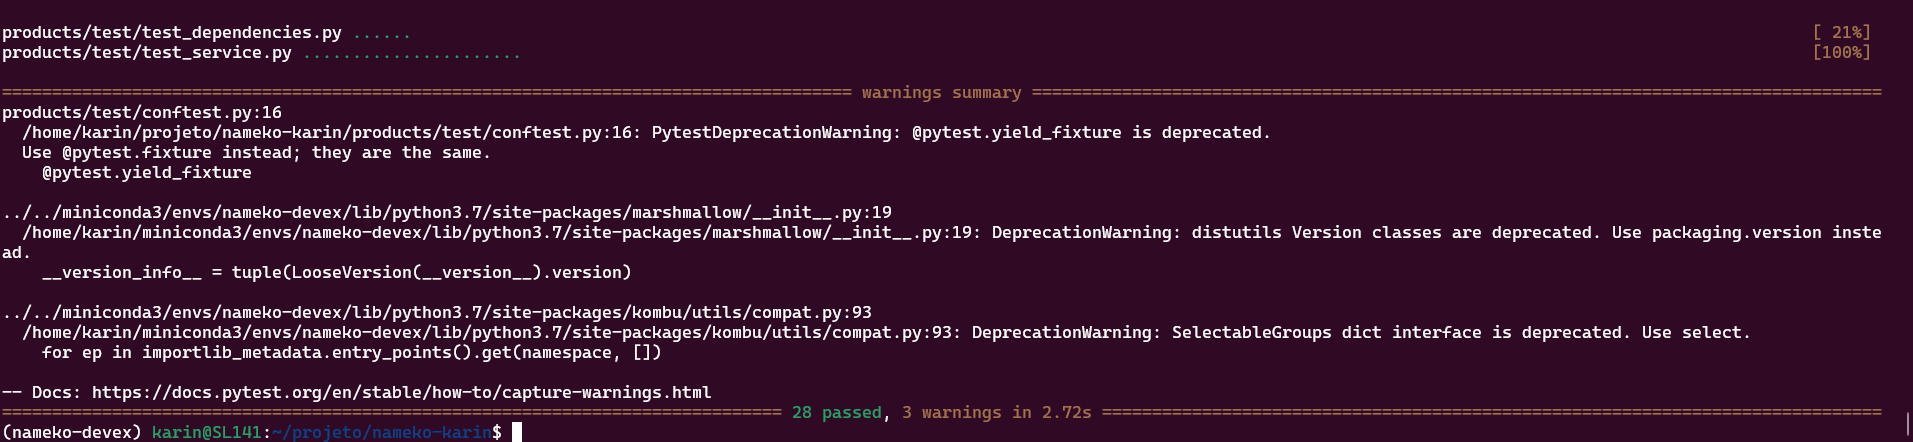 products/test/test_dependencies.py ...... [ 21%]
products/test/test_service.py ...................... [100%]
===================================================================================== warnings summary =====================================================================================
products/test/conftest.py:16
/home/karin/projeto/nameko-karin/products/test/conftest.py:16: PytestDeprecationWarning: @pytest.yield_fixture is deprecated.
Use @pytest.fixture instead; they are the same.
@pytest.yield_fixture
../../miniconda3/envs/nameko-devex/lib/python3.7/site-packages/marshmallow/__init__.py:19
/home/karin/miniconda3/envs/nameko-devex/lib/python3.7/site-packages/marshmallow/__init__.py:19: DeprecationWarning: distutils Version classes are deprecated. Use packaging.version inste
ad.
__version_info__ = tuple(LooseVersion(__version__).version)
../../miniconda3/envs/nameko-devex/lib/python3.7/site-packages/kombu/utils/compat.py:93
/home/karin/miniconda3/envs/nameko-devex/lib/python3.7/site-packages/kombu/utils/compat.py:93: DeprecationWarning: SelectableGroups dict interface is deprecated. Use select.
for ep in importlib_metadata.entry_points().get(namespace, [])
-- Docs: https://docs.pytest.org/en/stable/how-to/capture-warnings.html
============================================================================== 28 passed, 3 warnings in 2.72s ==============================================================================
(nameko-devex) karin@SL141:~/projeto/nameko-karin$